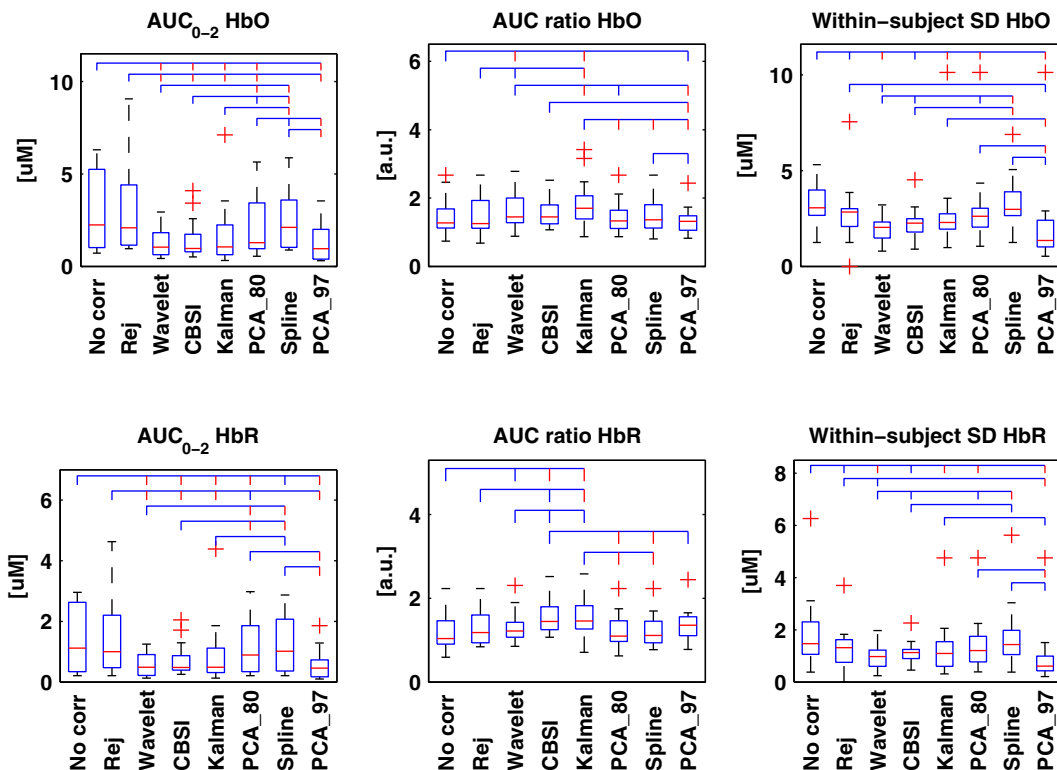 AUC0−2 HbO
[uM]
10
5
0
No corr
Rej
Wavelet
CBSI
Kalman
PCA_80
Spline
PCA_97
AUC ratio HbO
[a.u.]
6
4
2
0
No corr
Rej
Wavelet
CBSI
Kalman
PCA_80
Spline
PCA_97
Within−subject SD HbO
[uM]
10
5
0
No corr
Rej
Wavelet
CBSI
Kalman
PCA_80
Spline
PCA_97
AUC0−2 HbR
[uM]
6
4
2
0
No corr
Rej
Wavelet
CBSI
Kalman
PCA_80
Spline
PCA_97
AUC ratio HbR
[a.u.]
4
2
0
No corr
Rej
Wavelet
CBSI
Kalman
PCA_80
Spline
PCA_97
Within−subject SD HbR
[uM]
8
6
4
2
0
No corr
Rej
Wavelet
CBSI
Kalman
PCA_80
Spline
PCA_97